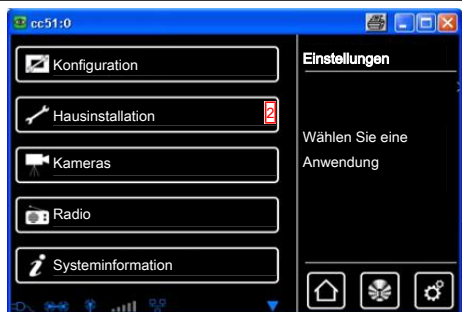 cc51:0
Konfiguration
Hausinstallation
2
Kameras
Radio
Systeminformation
Einstellungen
Wählen Sie eine
Anwendung